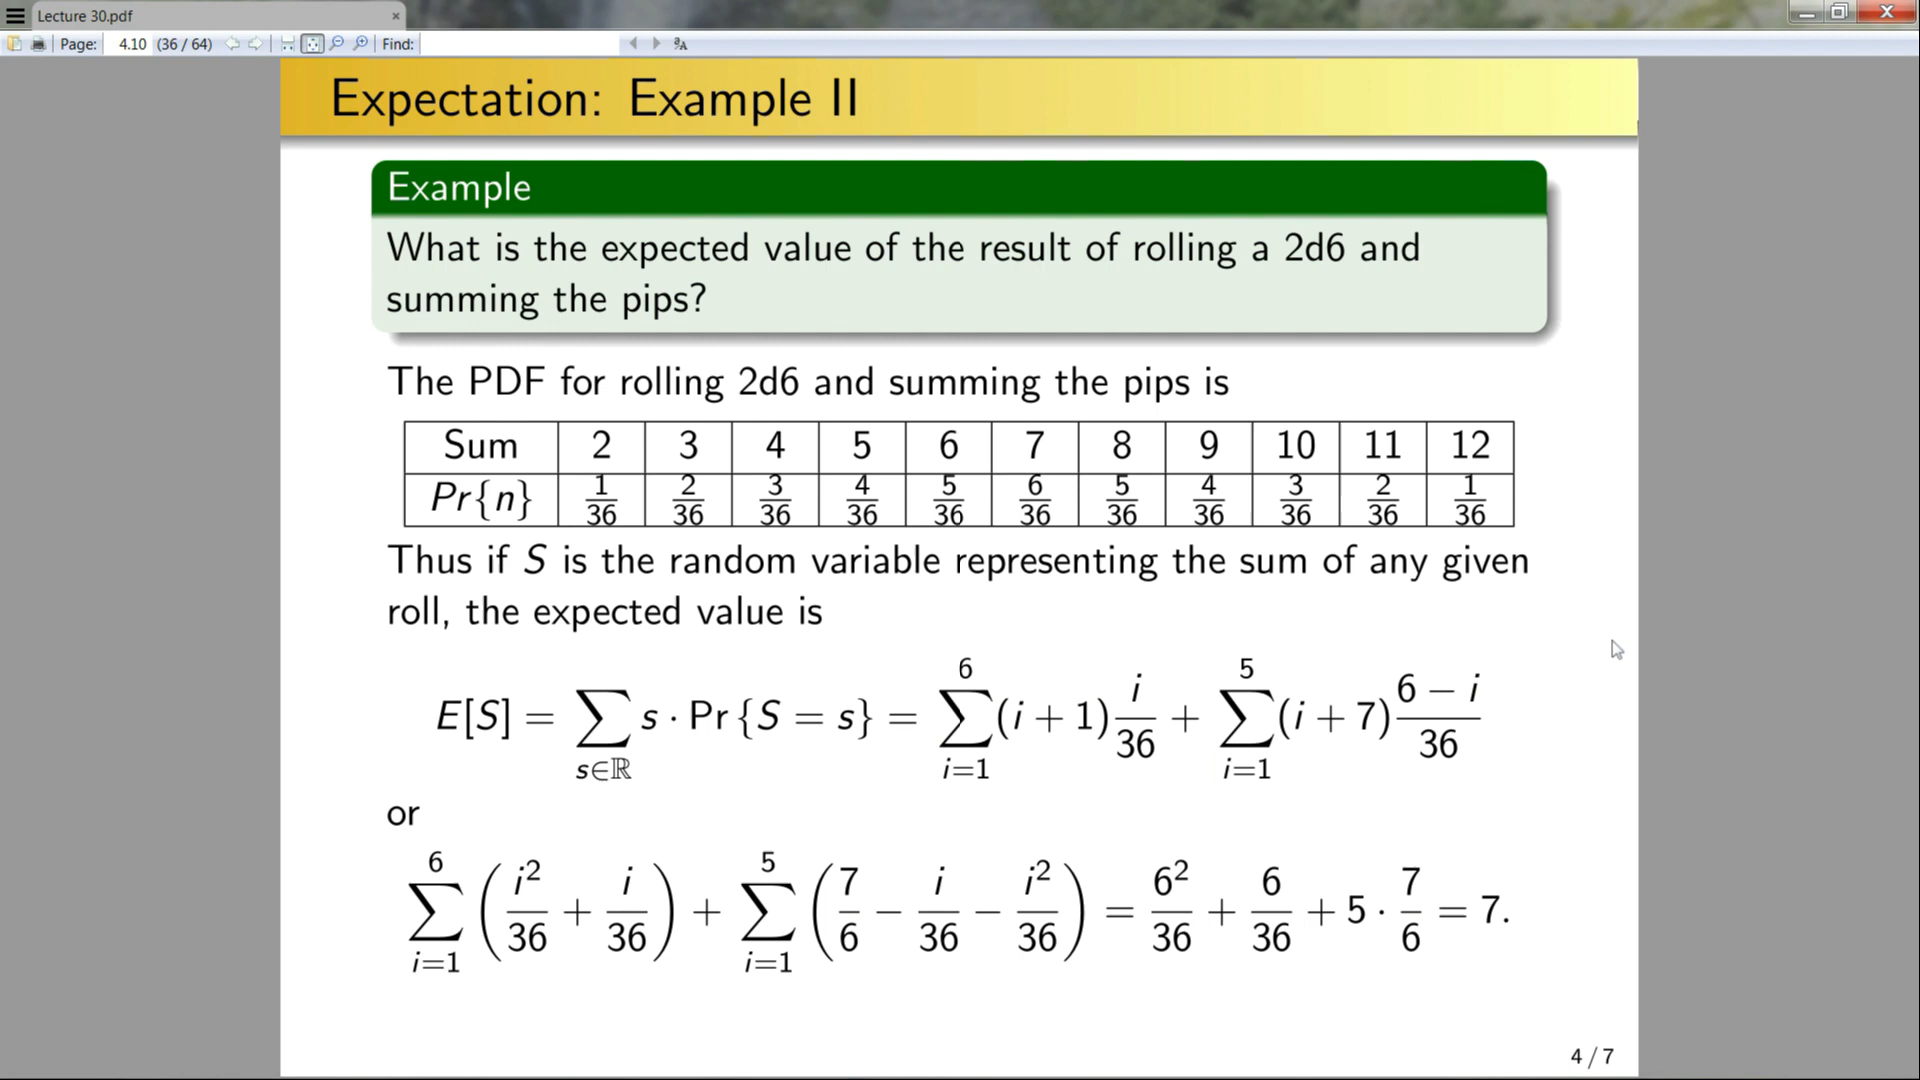 Lecture 30.pdf
Page: 4.10 (36 / 64) Find:
Expectation: Example II
Example
What is the expected value of the result of rolling a 2d6 and
summing the pips?
The PDF for rolling 2d6 and summing the pips is
Sum 2 3 4 5 6 7 8 9 10 11 12
Pr{n} 1/36 2/36 3/36 4/36 5/36 6/36 5/36 4/36 3/36 2/36 1/36
Thus if S is the random variable representing the sum of any given
roll, the expected value is
E[S] = ∑_{s∈ℝ} s · Pr {S = s} = ∑_{i=1}^{6} (i + 1) i/36 + ∑_{i=1}^{5} (i + 7) (6 − i)/36
or
∑_{i=1}^{6} (i²/36 + i/36) + ∑_{i=1}^{5} (7/6 − i/36 − i²/36) = 6²/36 + 6/36 + 5 · 7/6 = 7.
4 / 7